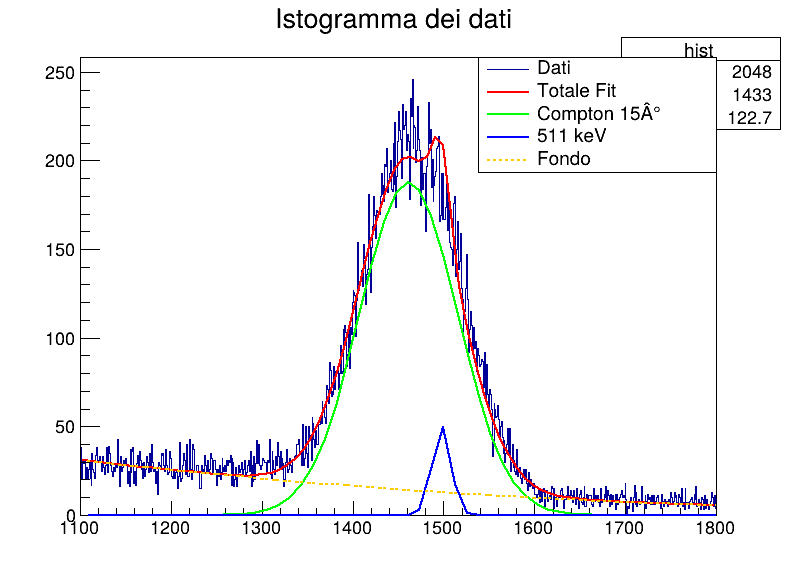 Istogramma dei dati
hist
2048
1433
122.7
Dati
Totale Fit
Compton 15Â°
511 keV
Fondo
250
200
150
100
50
0
1100 1200 1300 1400 1500 1600 1700 1800